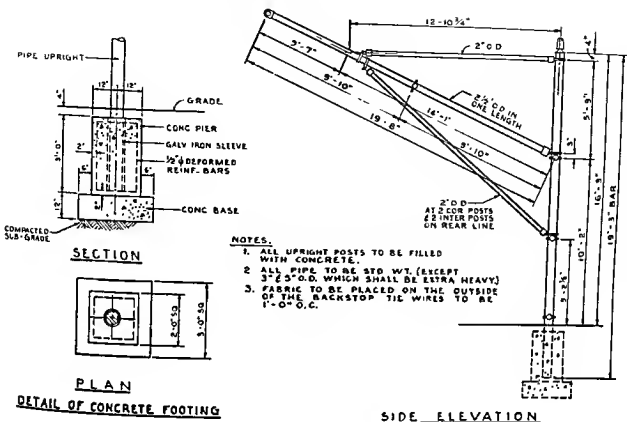 PIPE UPRIGHT
12" 12"
4"
GRADE
CONC PIER
GALV IRON SLEEVE
1/2" ϕ DEFORMED
REINF. BARS
2"
3'-0"
6"
6"
12"
CONC BASE
COMPACTED
SUB-GRADE
SECTION
2'-0" SQ
3'-0" SQ
PLAN
DETAIL OF CONCRETE FOOTING
NOTES.
1. ALL UPRIGHT POSTS TO BE FILLED
WITH CONCRETE.
2. ALL PIPE TO BE STD WT. (EXCEPT
3" & 5" O.D. WHICH SHALL BE EXTRA HEAVY.)
3. FABRIC TO BE PLACED ON THE OUTSIDE
OF THE BACKSTOP TIE WIRES TO BE
1'-0" O.C.
12'-10 3/4"
2" O D
4"
9'-10"
19'-8"
14'-1"
9'-10"
2 1/2" O.D IN
ONE LENGTH
3"
5'-9"
16'-3"
10'-2"
2" O.D
AT 2 COR POSTS
& 2 INTER POSTS
ON REAR LINE
SIDE ELEVATION